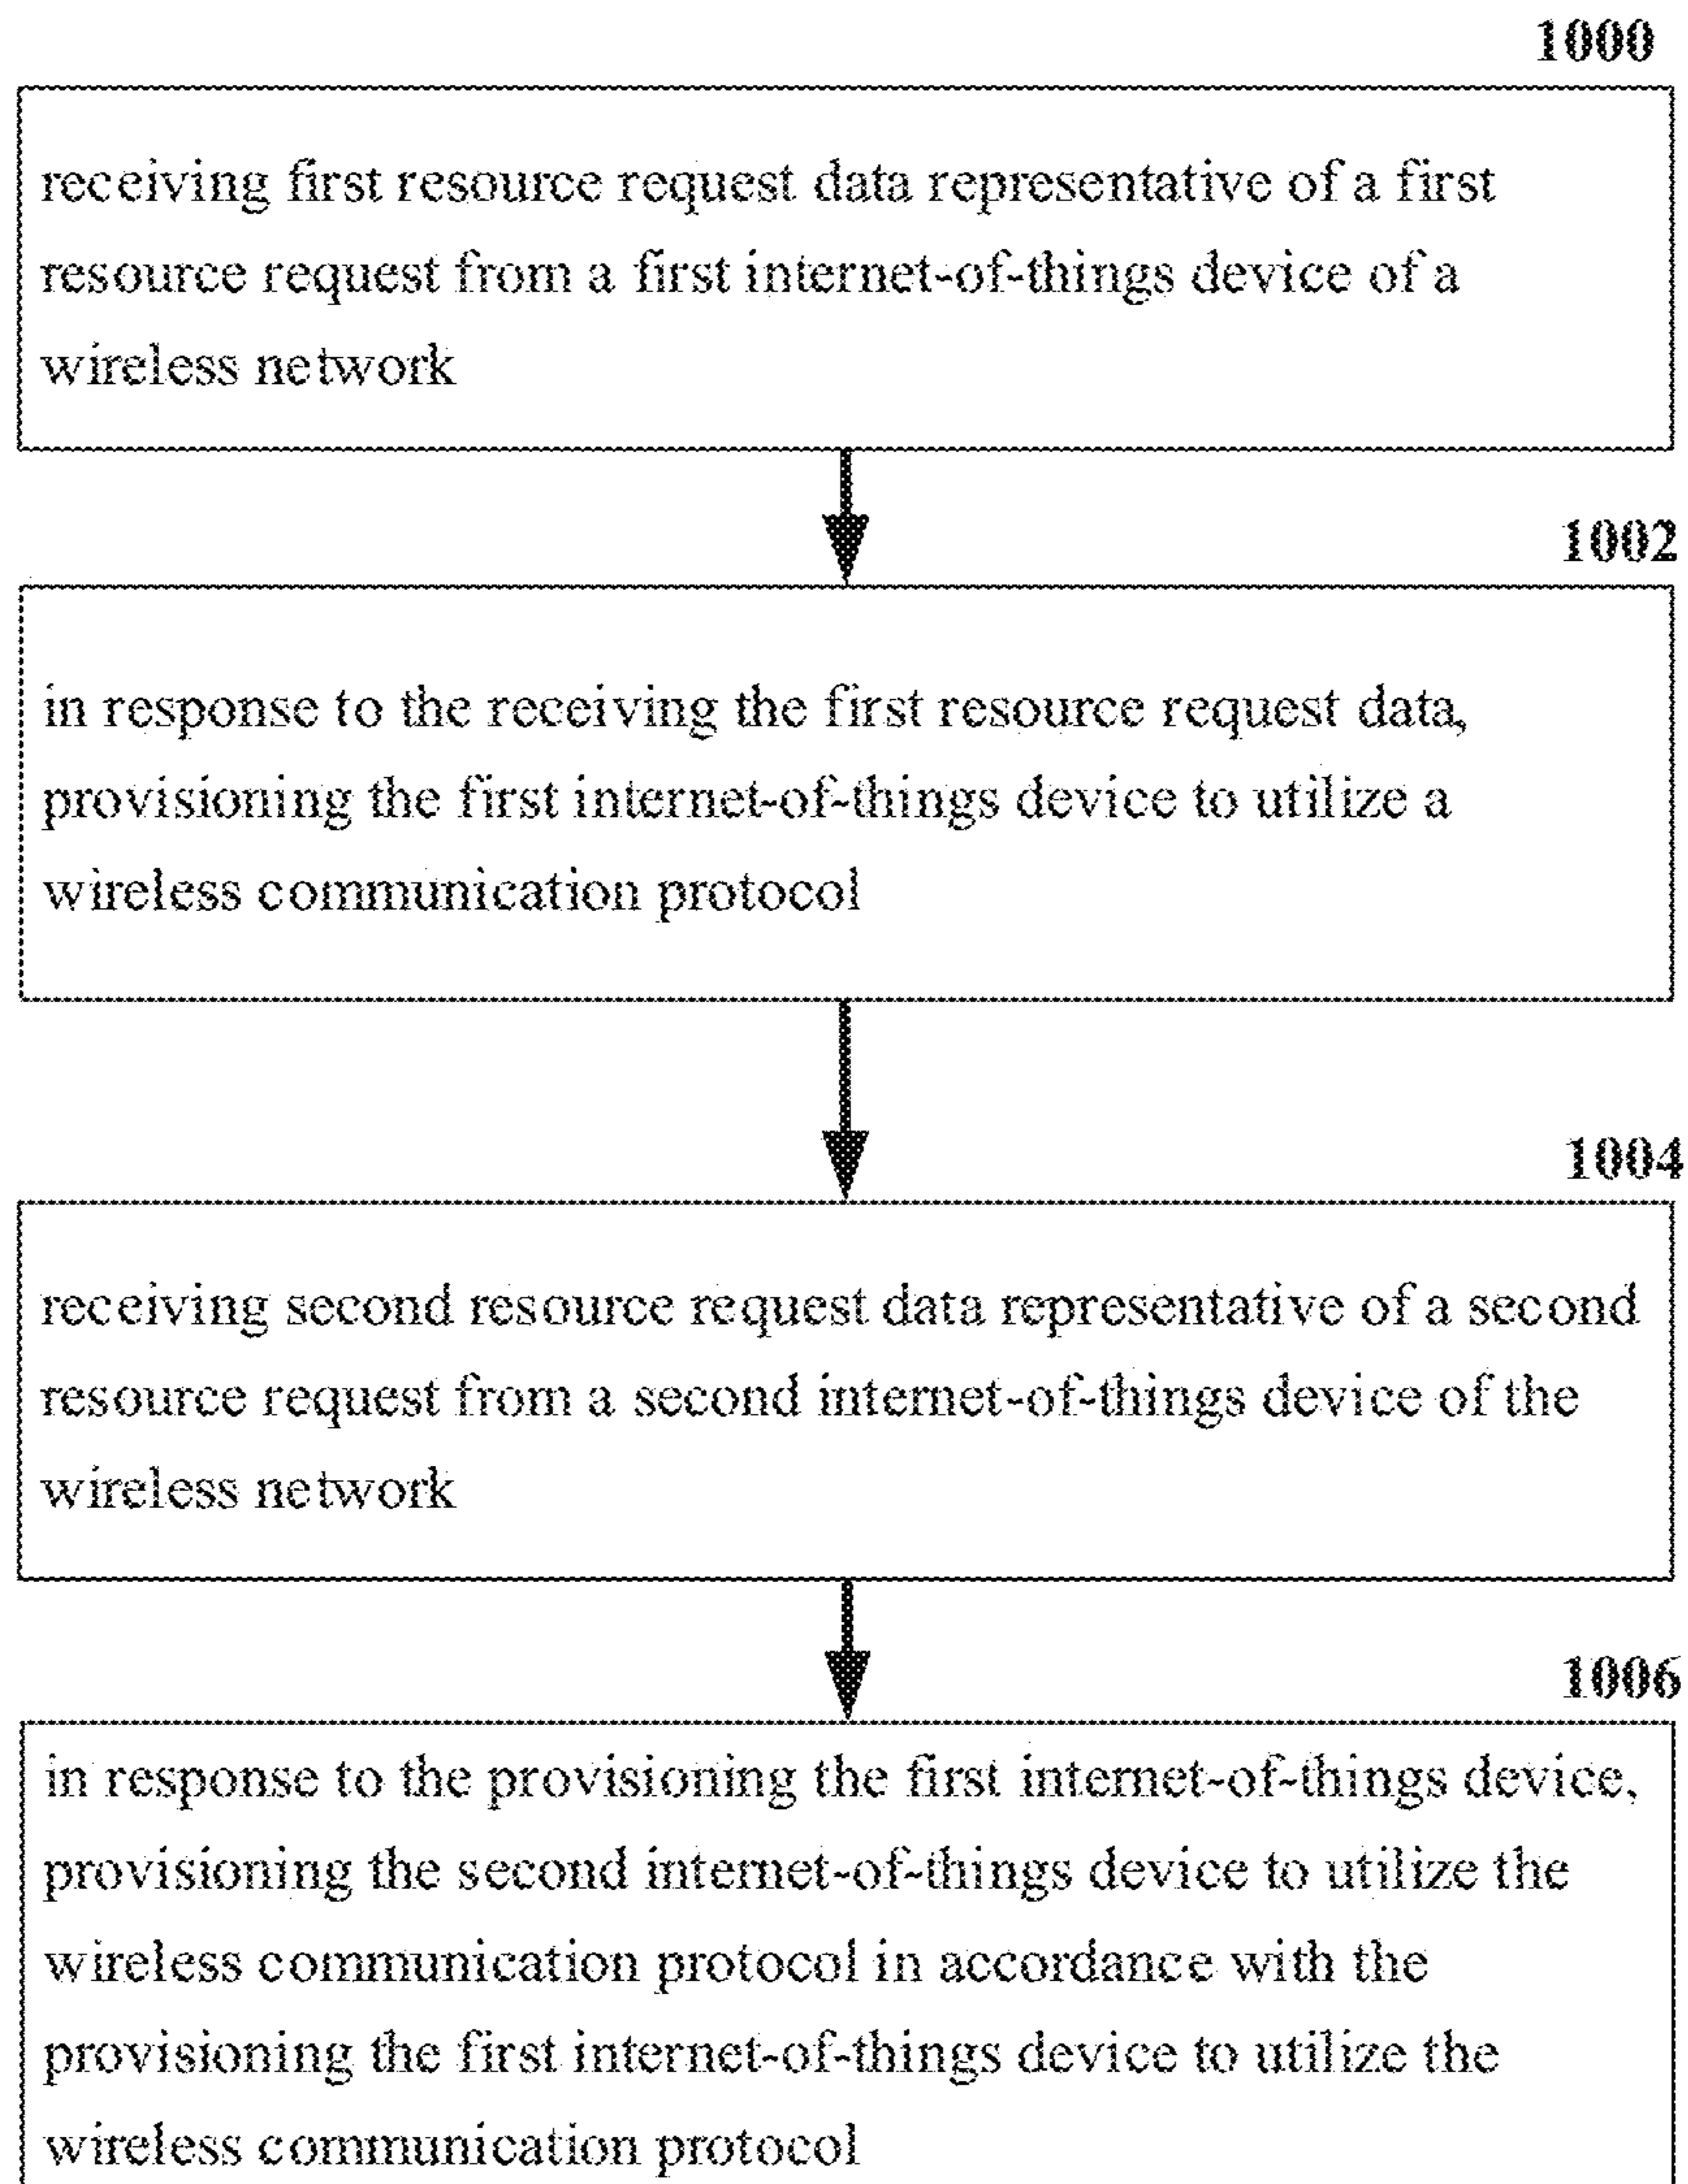 1000
receiving first resource request data representative of a first
resource request from a first internet-of-things device of a
wireless network
1002
in response to the receiving the first resource request data,
provisioning the first internet-of-things device to utilize a
wireless communication protocol
1004
receiving second resource request data representative of a second
resource request from a second internet-of-things device of the
wireless network
1006
in response to the provisioning the first internet-of-things device,
provisioning the second internet-of-things device to utilize the
wireless communication protocol in accordance with the
provisioning the first internet-of-things device to utilize the
wireless communication protocol